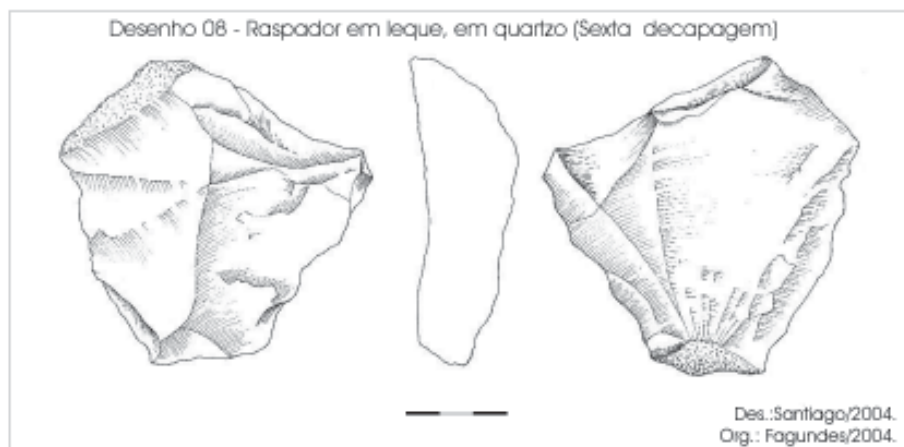 Desenho 08 - Raspador em leque, em quartzo (Sexta decapagem)
Des.:Santiago/2004.
Org.: Fagundes/2004.